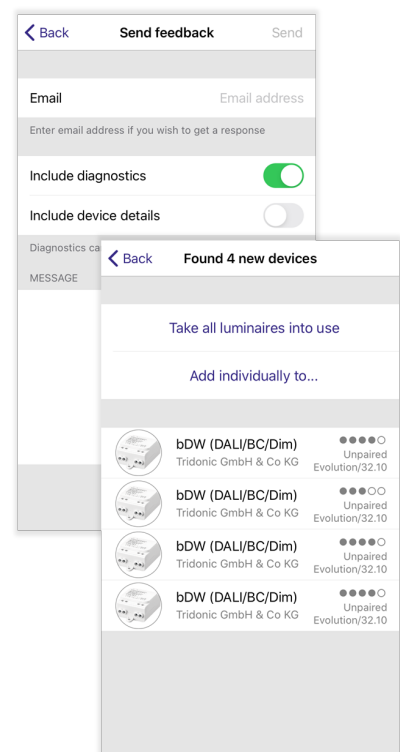 Back Send feedback Send
Email Email address
Enter email address if you wish to get a response
Include diagnostics
Include device details
Diagnostics ca
MESSAGE
Back Found 4 new devices
Take all luminaires into use
Add individually to...
bDW (DALI/BC/Dim)
Tridonic GmbH & Co KG
Unpaired
Evolution/32.10
bDW (DALI/BC/Dim)
Tridonic GmbH & Co KG
Unpaired
Evolution/32.10
bDW (DALI/BC/Dim)
Tridonic GmbH & Co KG
Unpaired
Evolution/32.10
bDW (DALI/BC/Dim)
Tridonic GmbH & Co KG
Unpaired
Evolution/32.10